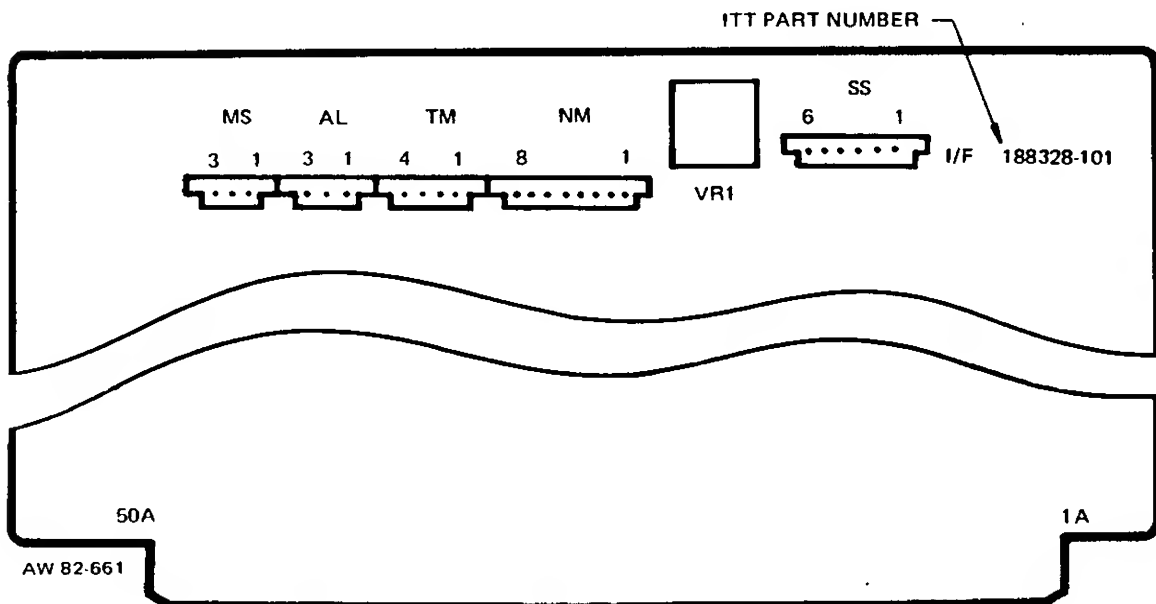 ITT PART NUMBER
SS
MS AL TM NM
6 1
3 1 3 1 4 1 8 1
I/F 188328-101
VR1
50A 1A
AW 82-661